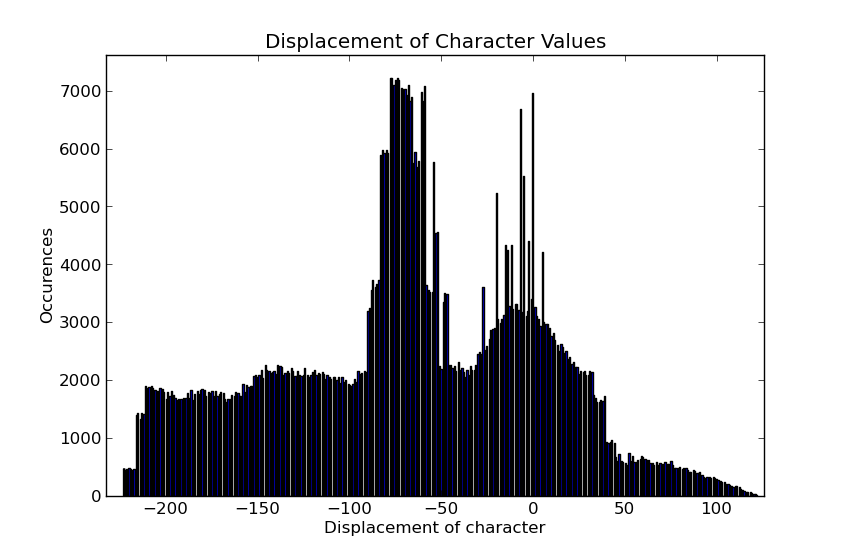 Displacement of Character Values
7000
6000
5000
4000
3000
2000
1000
0
Occurences
−200 −150 −100 −50 0 50 100
Displacement of character